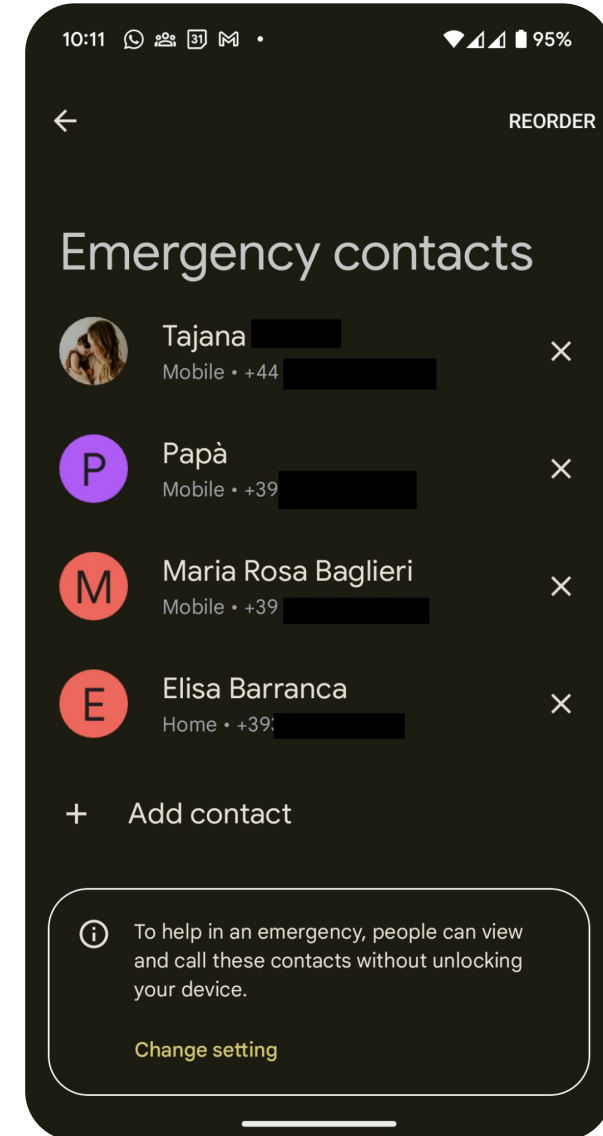 10:11 31 95%
REORDER
Emergency contacts
Tajana
Mobile • +44
P
Papà
Mobile • +39
M
Maria Rosa Baglieri
Mobile • +39
E
Elisa Barranca
Home • +39
+ Add contact
To help in an emergency, people can view
and call these contacts without unlocking
your device.
Change setting